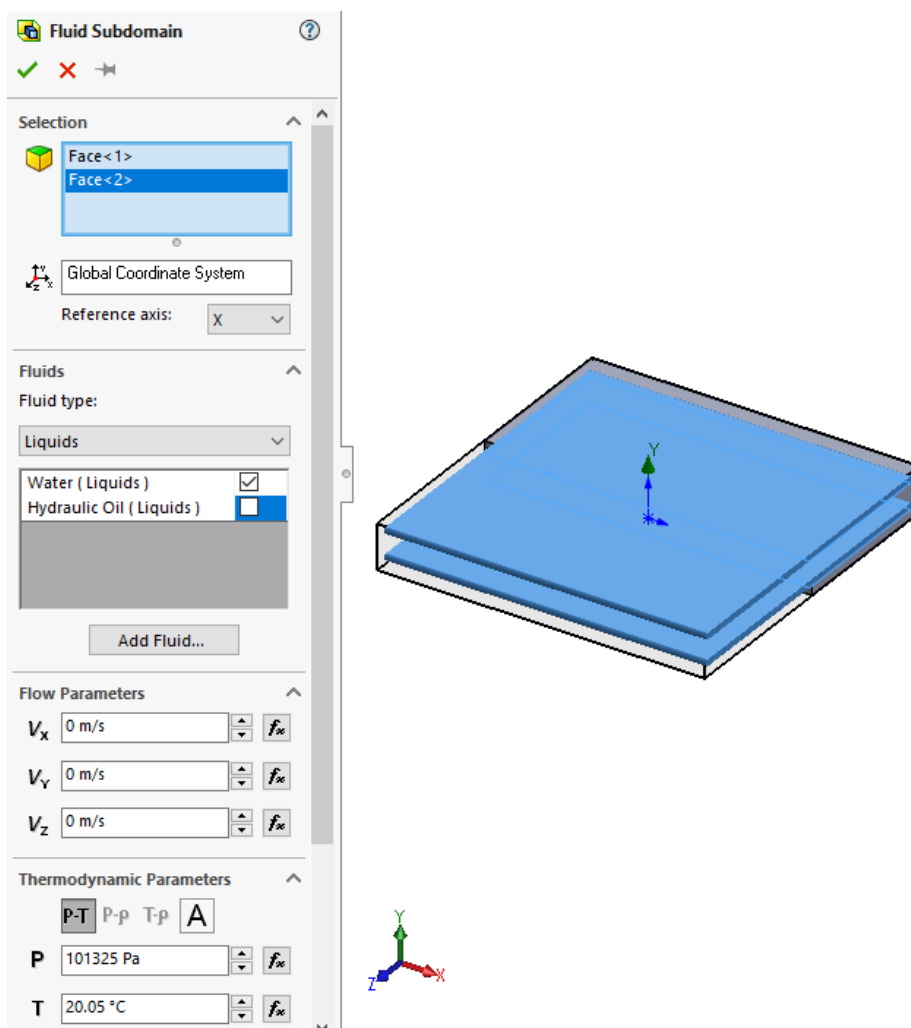 Fluid Subdomain
Selection
Face<1>
Face<2>
Global Coordinate System
Reference axis: X
Fluids
Fluid type:
Liquids
Water ( Liquids )
Hydraulic Oil ( Liquids )
Add Fluid...
Flow Parameters
Vx 0 m/s
VY 0 m/s
Vz 0 m/s
Thermodynamic Parameters
P-T P-ρ T-ρ A
P 101325 Pa
T 20.05 °C
Y
Y
Z X